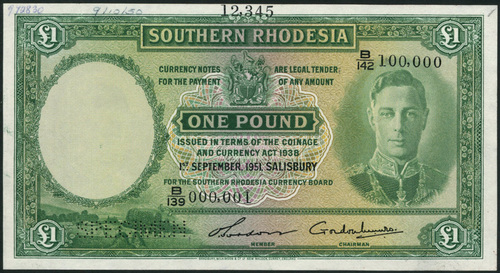 12,345
SOUTHERN RHODESIA
£1 £1
B/142 100,000
CURRENCY NOTES ARE LEGAL TENDER
FOR THE PAYMENT OF ANY AMOUNT
ONE POUND
ISSUED IN TERMS OF THE COINAGE
AND CURRENCY ACT 1938
1ST SEPTEMBER, 1951. SALISBURY
FOR THE SOUTHERN RHODESIA CURRENCY BOARD
B/139 000,001
MEMBER CHAIRMAN
£1 £1